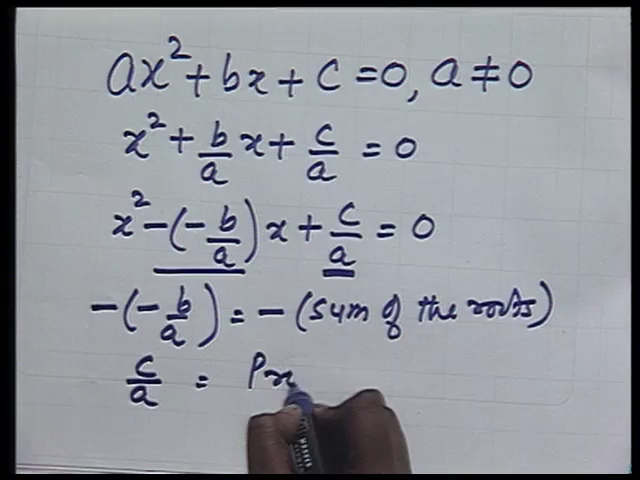 ax² + bx + c = 0, a ≠ 0
x² + b/a x + c/a = 0
x² - (-b/a) x + c/a = 0
-(-b/a) = - (sum of the roots)
c/a = Pr